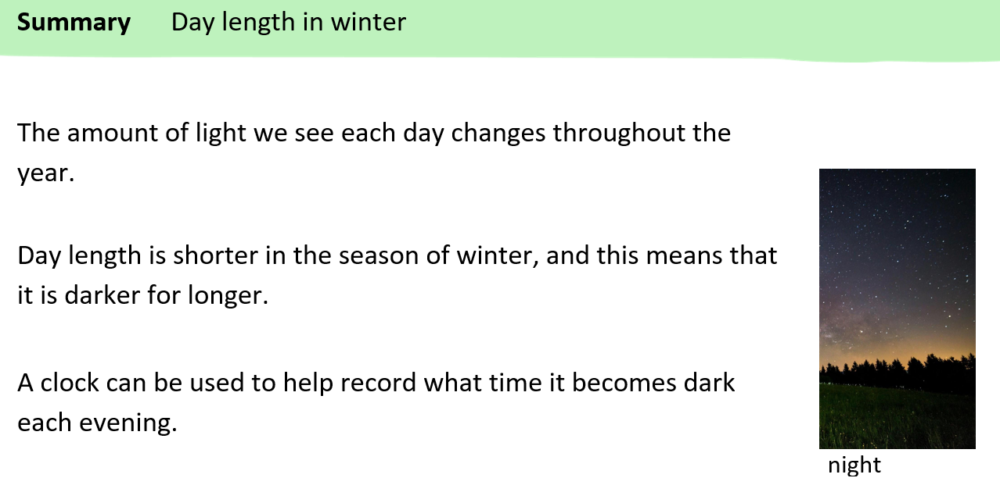 Summary Day length in winter
The amount of light we see each day changes throughout the
year.
Day length is shorter in the season of winter, and this means that
it is darker for longer.
A clock can be used to help record what time it becomes dark
each evening.
night